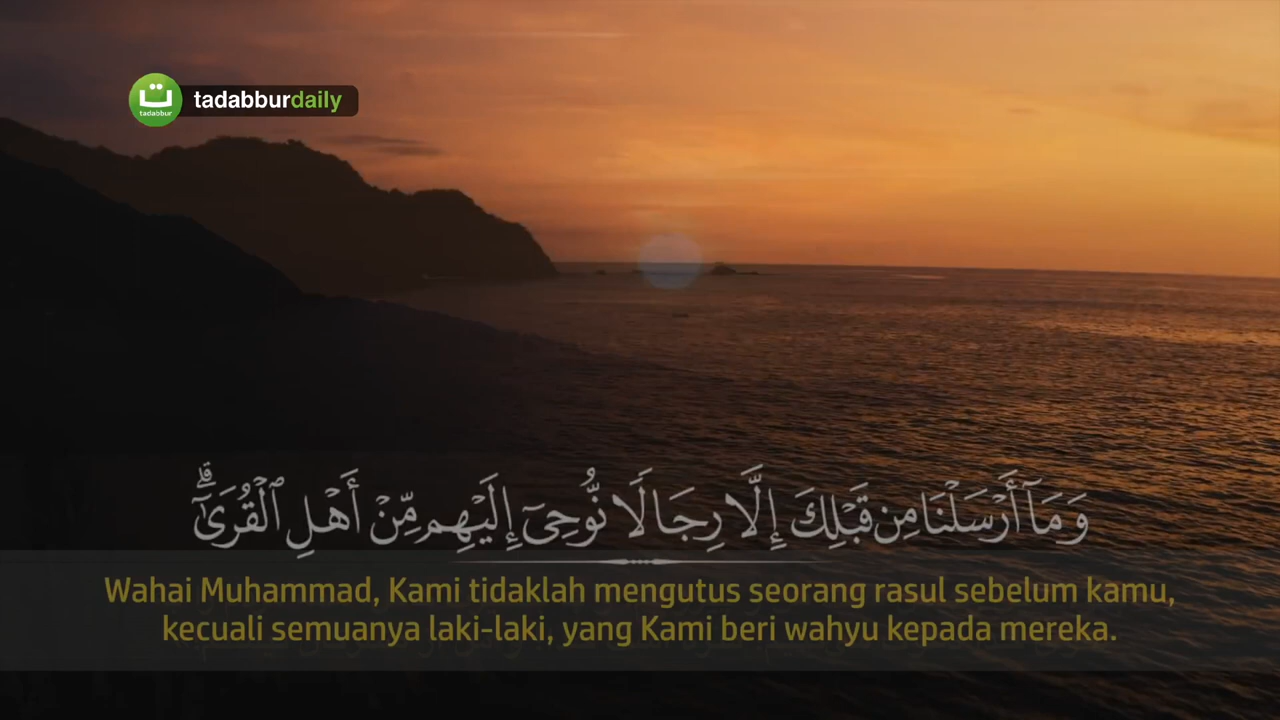 ت
tadabbur
tadabburdaily
وَمَآ أَرْسَلْنَا مِن قَبْلِكَ إِلَّا رِجَالًا نُّوحِىٓ إِلَيْهِم مِّنْ أَهْلِ ٱلْقُرَىٰٓ ۗ
Wahai Muhammad, Kami tidaklah mengutus seorang rasul sebelum kamu,
kecuali semuanya laki-laki, yang Kami beri wahyu kepada mereka.